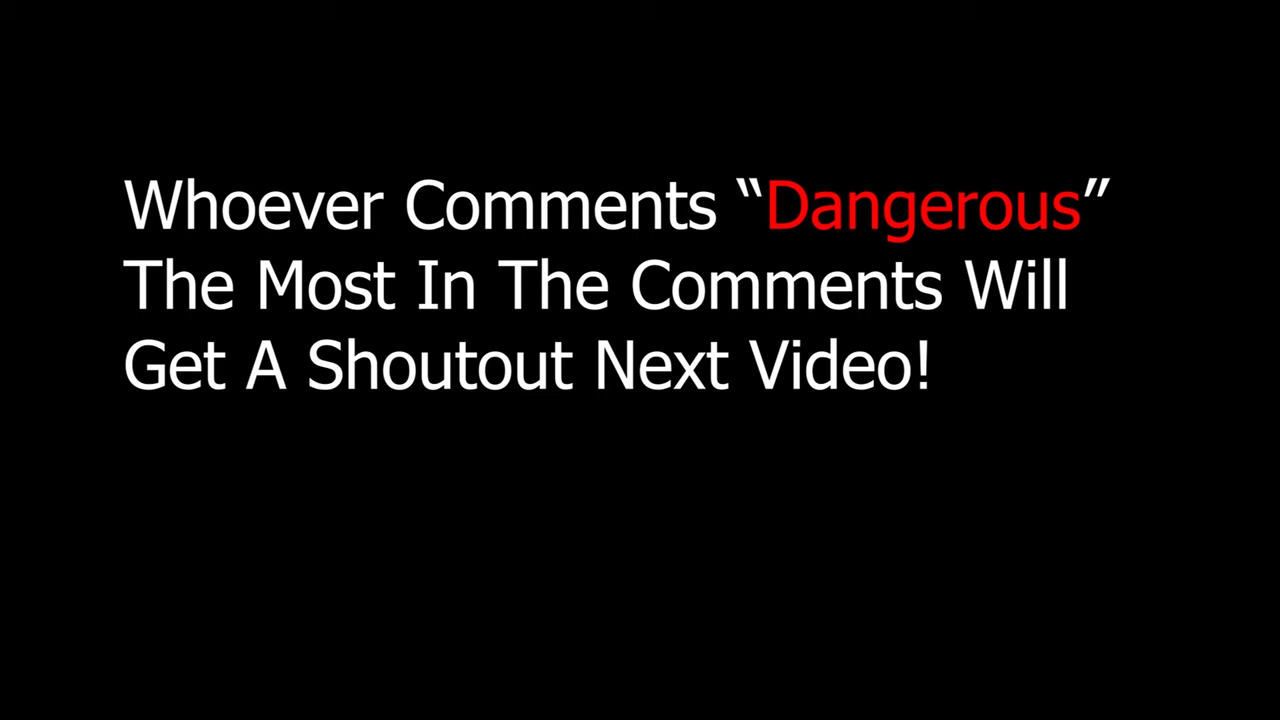 Whoever Comments “Dangerous”
The Most In The Comments Will
Get A Shoutout Next Video!